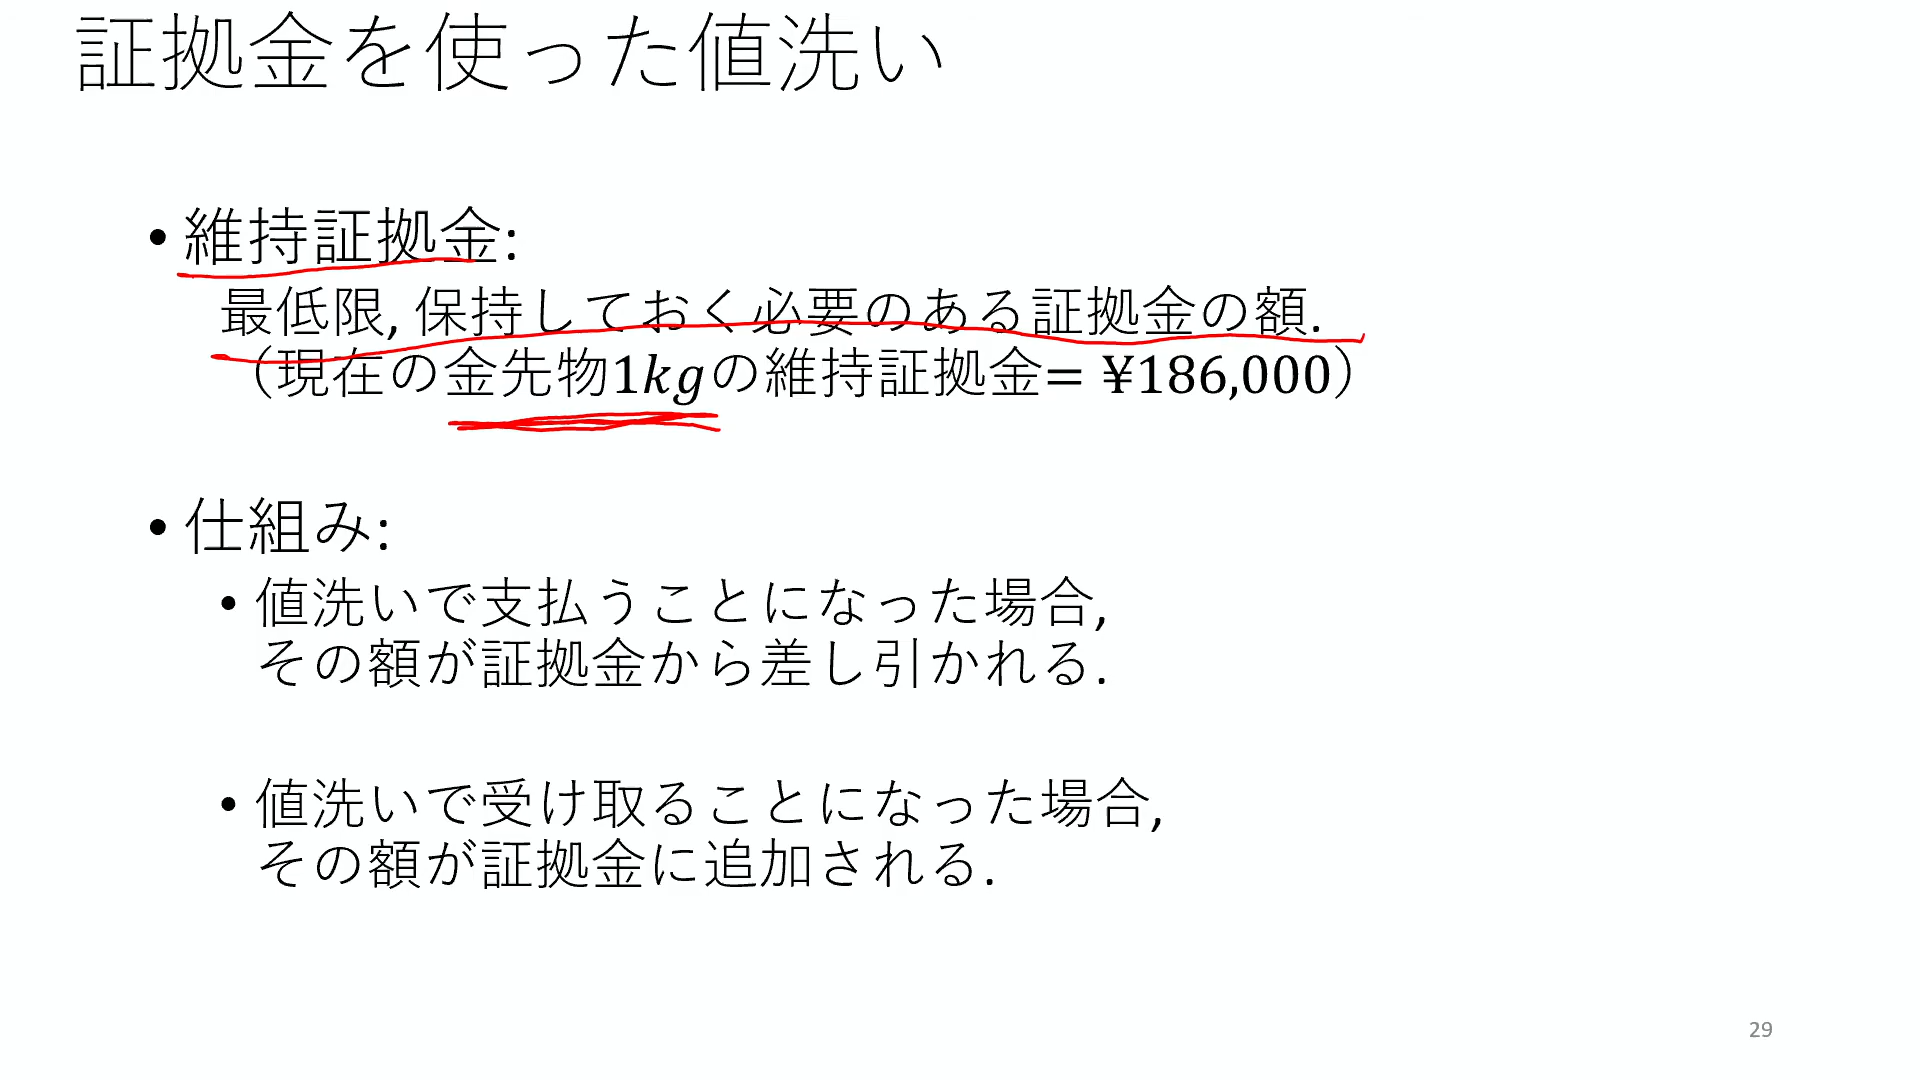 証拠金を使った値洗い
• 維持証拠金:
最低限, 保持しておく必要のある証拠金の額.
（現在の金先物1kgの維持証拠金= ¥186,000）
• 仕組み:
• 値洗いで支払うことになった場合,
その額が証拠金から差し引かれる.
• 値洗いで受け取ることになった場合,
その額が証拠金に追加される.
29